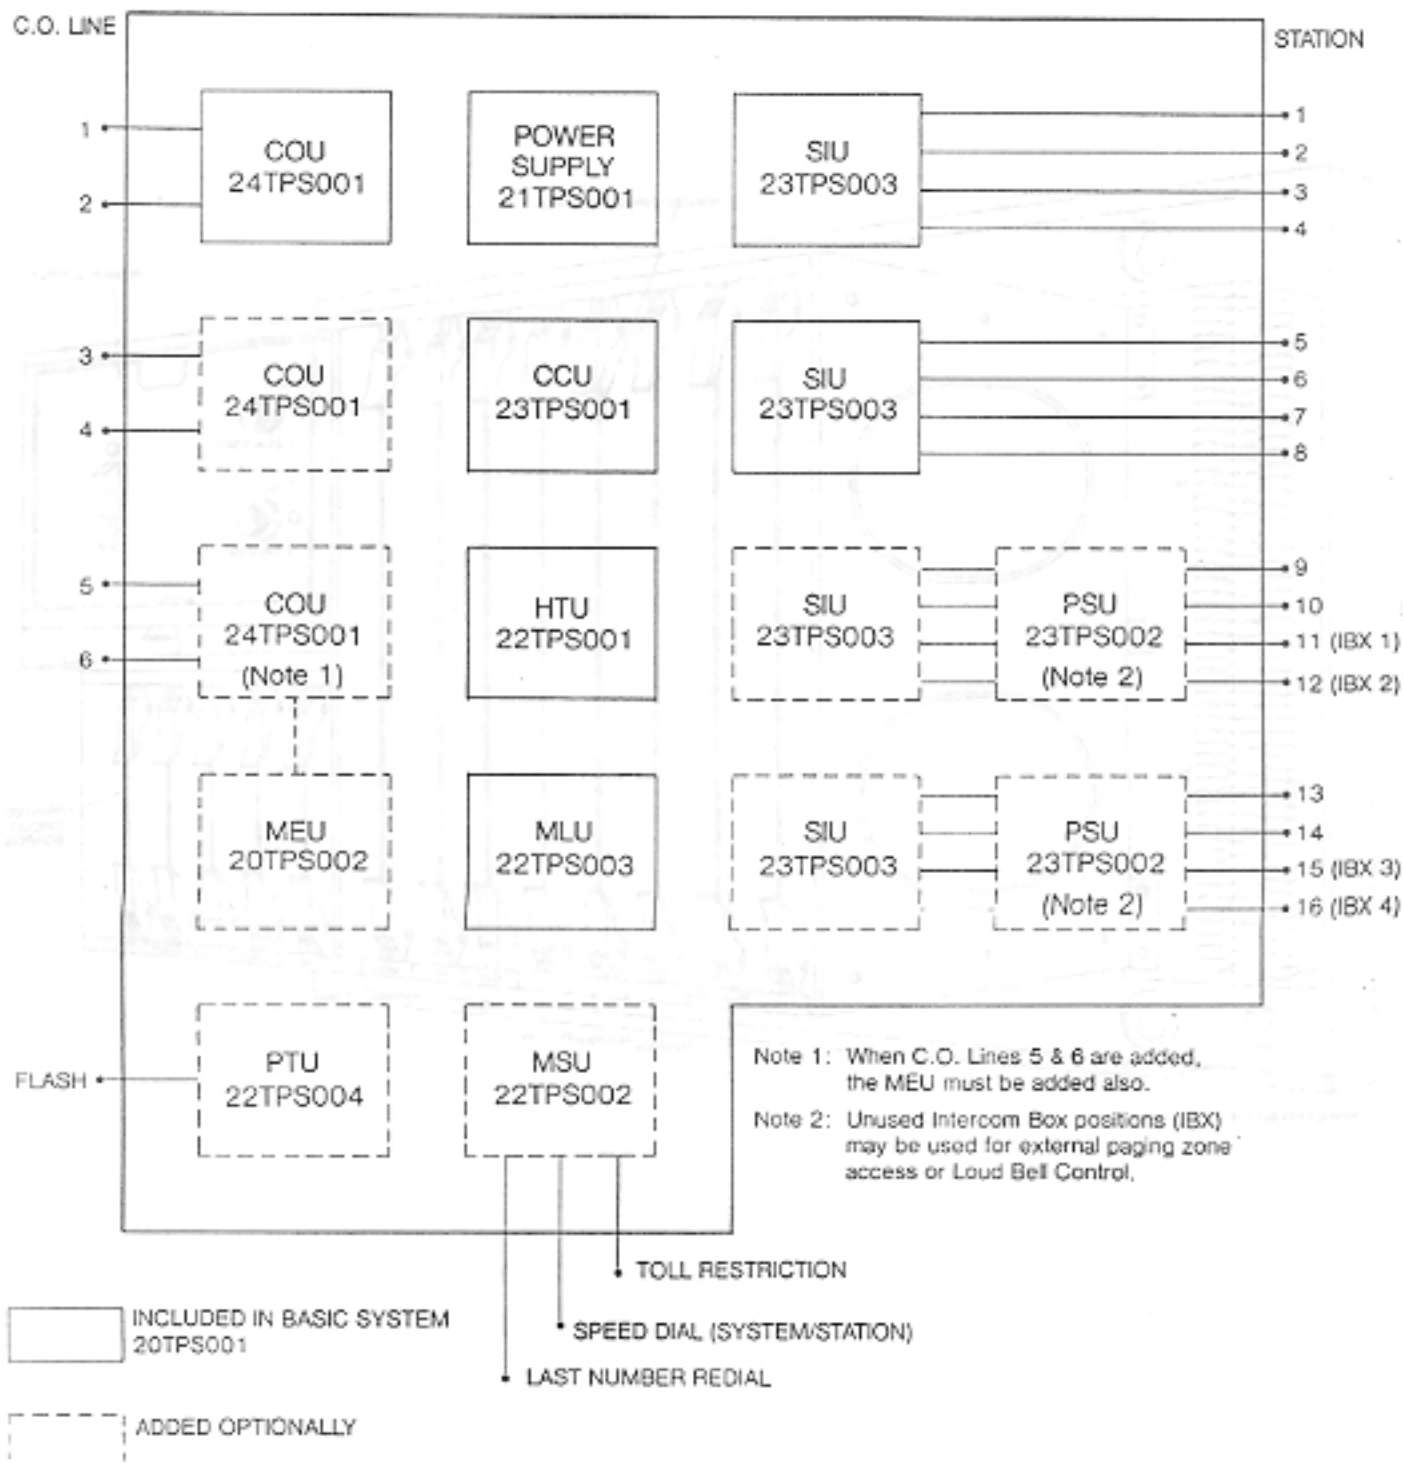 C.O. LINE
STATION
1
2
COU
24TPS001
POWER
SUPPLY
21TPS001
SIU
23TPS003
1
2
3
4
3
4
COU
24TPS001
CCU
23TPS001
SIU
23TPS003
5
6
7
8
5
6
COU
24TPS001
(Note 1)
HTU
22TPS001
SIU
23TPS003
PSU
23TPS002
(Note 2)
9
10
11 (IBX 1)
12 (IBX 2)
MEU
20TPS002
MLU
22TPS003
SIU
23TPS003
PSU
23TPS002
(Note 2)
13
14
15 (IBX 3)
16 (IBX 4)
FLASH
PTU
22TPS004
MSU
22TPS002
Note 1: When C.O. Lines 5 & 6 are added,
the MEU must be added also.
Note 2: Unused Intercom Box positions (IBX)
may be used for external paging zone
access or Loud Bell Control.
TOLL RESTRICTION
SPEED DIAL (SYSTEM/STATION)
LAST NUMBER REDIAL
INCLUDED IN BASIC SYSTEM
20TPS001
ADDED OPTIONALLY